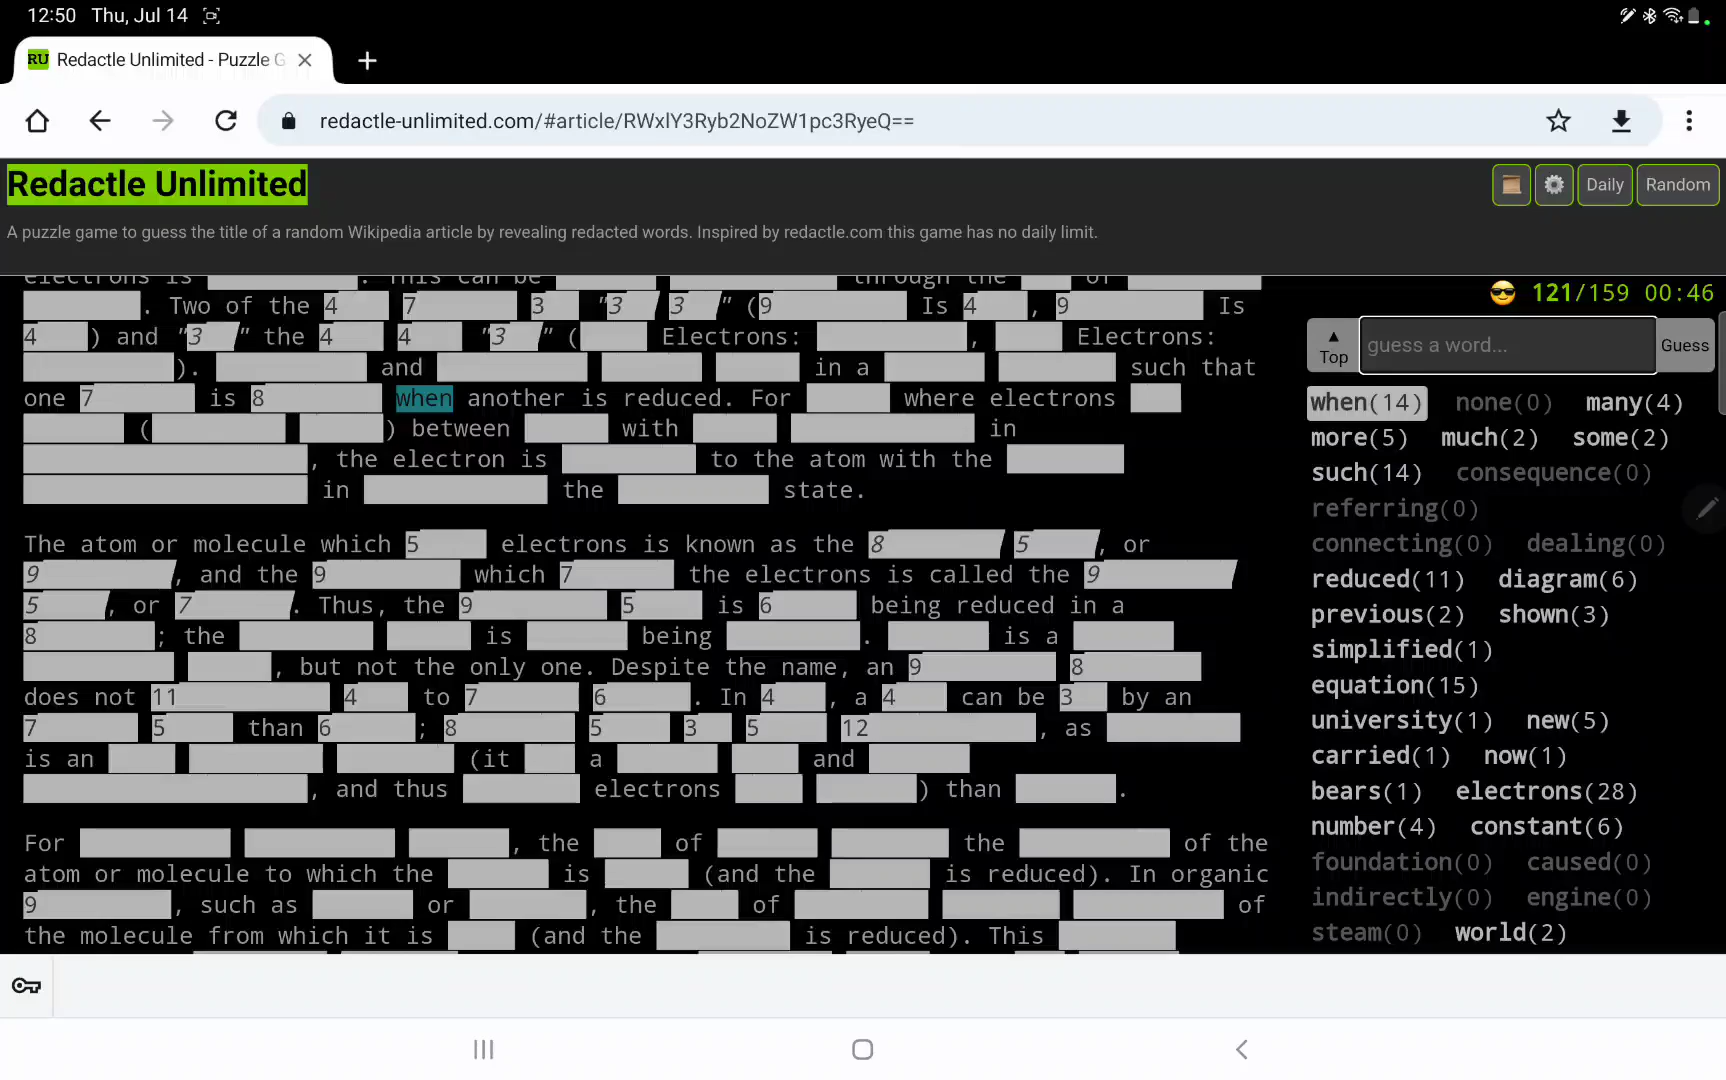 12:50 Thu, Jul 14
RU Redactle Unlimited - Puzzle G
redactle-unlimited.com/#article/RWxlY3Ryb2NoZW1pc3RyeQ==
Redactle Unlimited
Daily Random
A puzzle game to guess the title of a random Wikipedia article by revealing redacted words. Inspired by redactle.com this game has no daily limit.
electrons is . This can be through the of
. Two of the 4 7 3 "3 3 " (9 Is 4 , 9 Is
4 ) and "3 " the 4 4 "3 " ( Electrons: , Electrons:
). and in a such that
one 7 is 8 when another is reduced. For where electrons
( ) between with in
, the electron is to the atom with the
in the state.
The atom or molecule which 5 electrons is known as the 8 5 , or
9 , and the 9 which 7 the electrons is called the 9
5 , or 7 . Thus, the 9 5 is 6 being reduced in a
8 ; the is being . is a
, but not the only one. Despite the name, an 9 8
does not 11 4 to 7 6 . In 4 , a 4 can be 3 by an
7 5 than 6 ; 8 5 3 5 12 , as
is an (it a and
, and thus electrons ) than .
For , the of the of the
atom or molecule to which the is (and the is reduced). In organic
9 , such as or , the of of
the molecule from which it is (and the is reduced). This
121/159 00:46
Top guess a word... Guess
when(14) none(0) many(4)
more(5) much(2) some(2)
such(14) consequence(0)
referring(0)
connecting(0) dealing(0)
reduced(11) diagram(6)
previous(2) shown(3)
simplified(1)
equation(15)
university(1) new(5)
carried(1) now(1)
bears(1) electrons(28)
number(4) constant(6)
foundation(0) caused(0)
indirectly(0) engine(0)
steam(0) world(2)